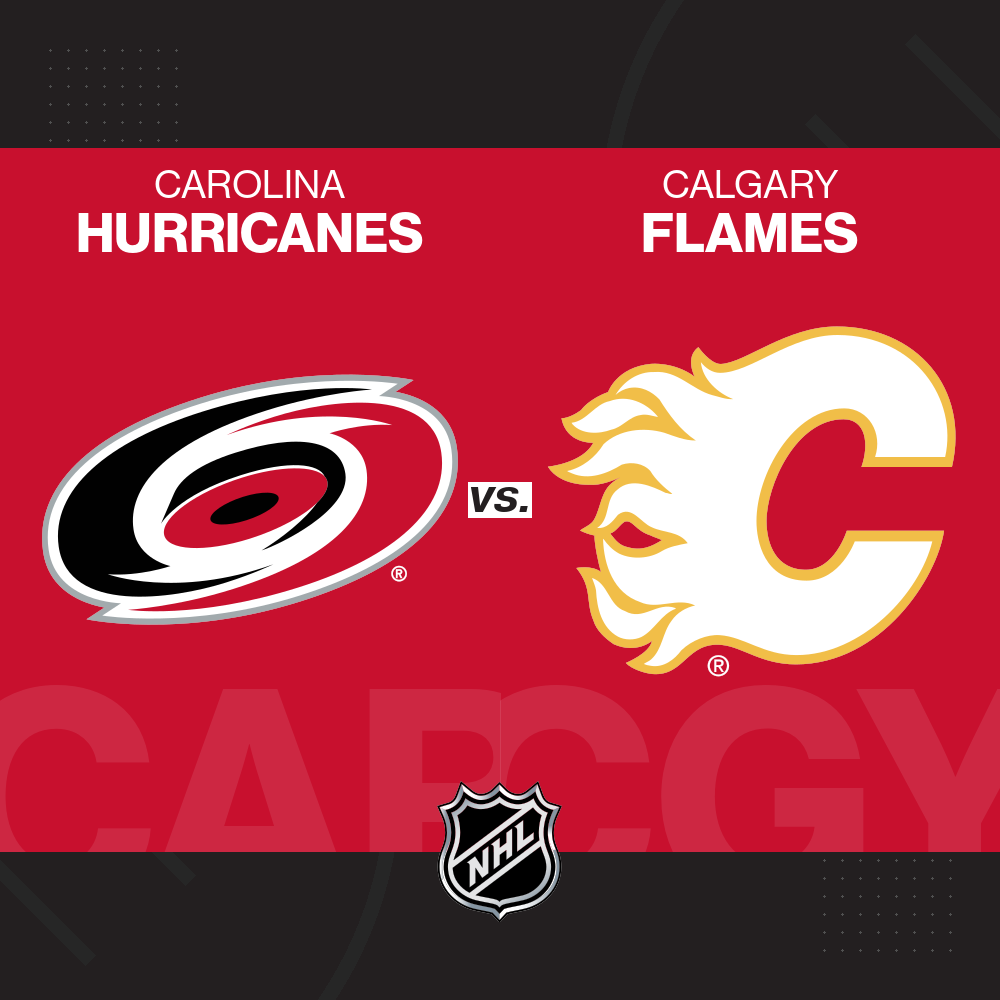 CAROLINA
HURRICANES
CALGARY
FLAMES
VS.
®
®
CAR
CGY
NHL